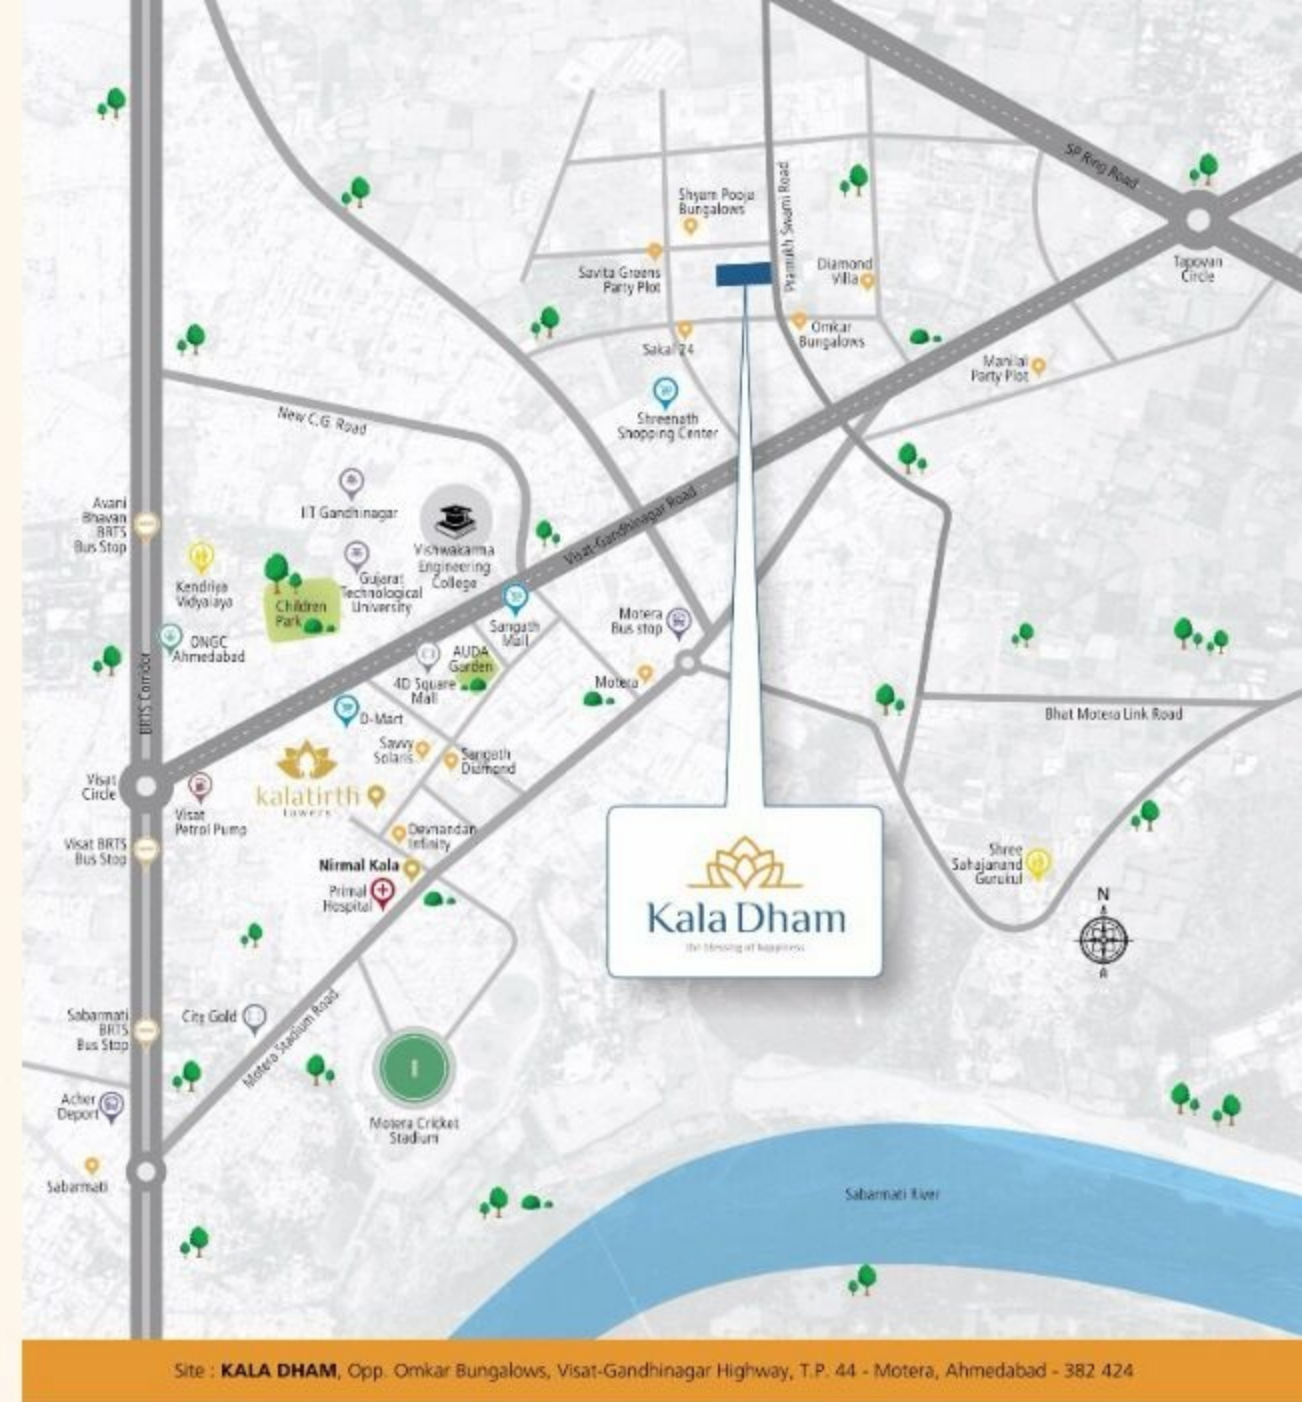 SP Ring Road
Shyam Pooja
Bungalows
Pramukh Swami Road
Savita Greens
Party Plot
Diamond
Villa
Tapovan
Circle
Omkar
Bungalows
Sakal 24
Manilal
Party Plot
New C.G. Road
Shreenath
Shopping Center
Visat-Gandhinagar Road
Avani
Bhavan
BRTS
Bus Stop
IIT Gandhinagar
Vishwakarma
Engineering
College
Kendriya
Vidyalaya
Gujarat
Technological
University
Children
Park
ONGC
Ahmedabad
Sangath
Mall
Motera
Bus stop
AUDA
Garden
4D Square
Mall
Motera
BRTS Corridor
D-Mart
Bhat Motera Link Road
Savvy
Solaris
Sangath
Diamond
Visat
Circle
kalatirth
towers
Visat
Petrol Pump
Visat BRTS
Bus Stop
Devnandan
Infinity
Nirmal Kala
Primal
Hospital
Shree
Sahajanand
Gurukul
N
Kala Dham
the blessing of happiness
Sabarmati
BRTS
Bus Stop
City Gold
Motera Stadium Road
Acher
Deport
Motera Cricket
Stadium
Sabarmati
Sabarmati River
Site : KALA DHAM, Opp. Omkar Bungalows, Visat-Gandhinagar Highway, T.P. 44 - Motera, Ahmedabad - 382 424